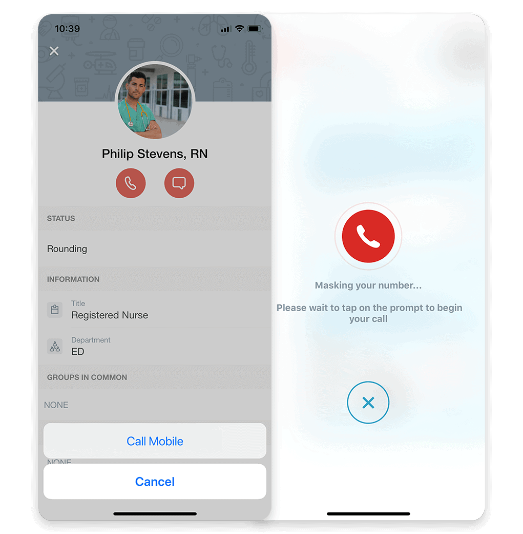 10:39
Philip Stevens, RN
STATUS
Rounding
INFORMATION
Title
Registered Nurse
Department
ED
GROUPS IN COMMON
NONE
NONE
Call Mobile
Cancel
Masking your number...
Please wait to tap on the prompt to begin
your call